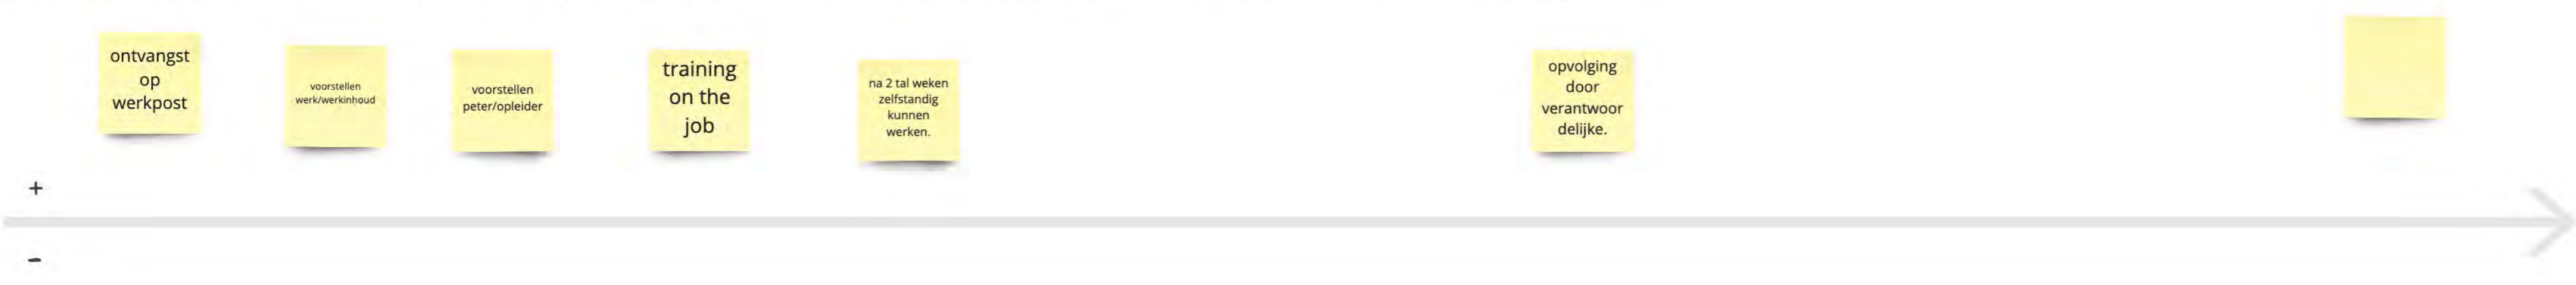 ontvangst
op
werkpost
voorstellen
werk/werkinhoud
voorstellen
peter/opleider
training
on the
job
na 2 tal weken
zelfstandig
kunnen
werken.
opvolging
door
verantwoor
delijke.
+
-